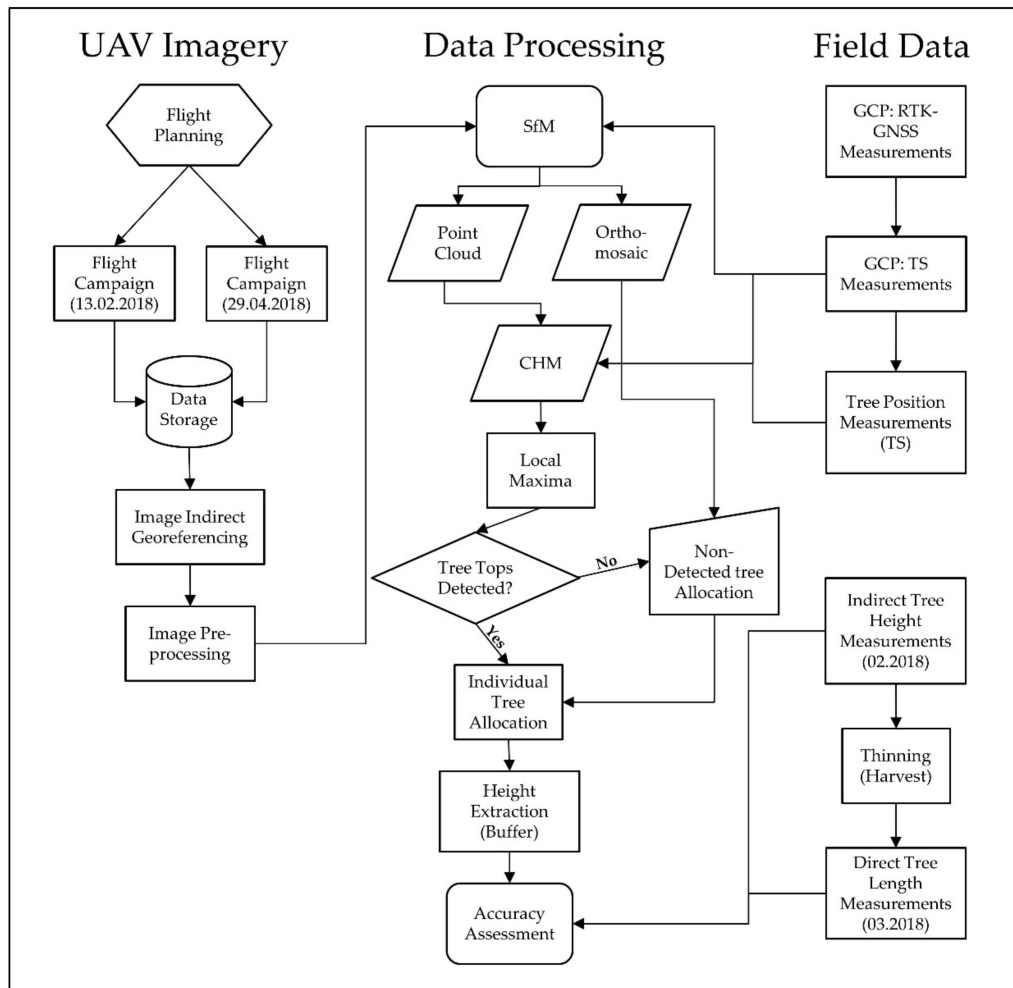 UAV Imagery
Flight
Planning
Flight
Campaign
(13.02.2018)
Flight
Campaign
(29.04.2018)
Data
Storage
Image Indirect
Georeferencing
Image Pre-
processing
Data Processing
SfM
Point
Cloud
Ortho-
mosaic
CHM
Local
Maxima
Tree Tops
Detected?
No
Yes
Non-
Detected tree
Allocation
Individual
Tree
Allocation
Height
Extraction
(Buffer)
Accuracy
Assessment
Field Data
GCP: RTK-
GNSS
Measurements
GCP: TS
Measurements
Tree Position
Measurements
(TS)
Indirect Tree
Height
Measurements
(02.2018)
Thinning
(Harvest)
Direct Tree
Length
Measurements
(03.2018)